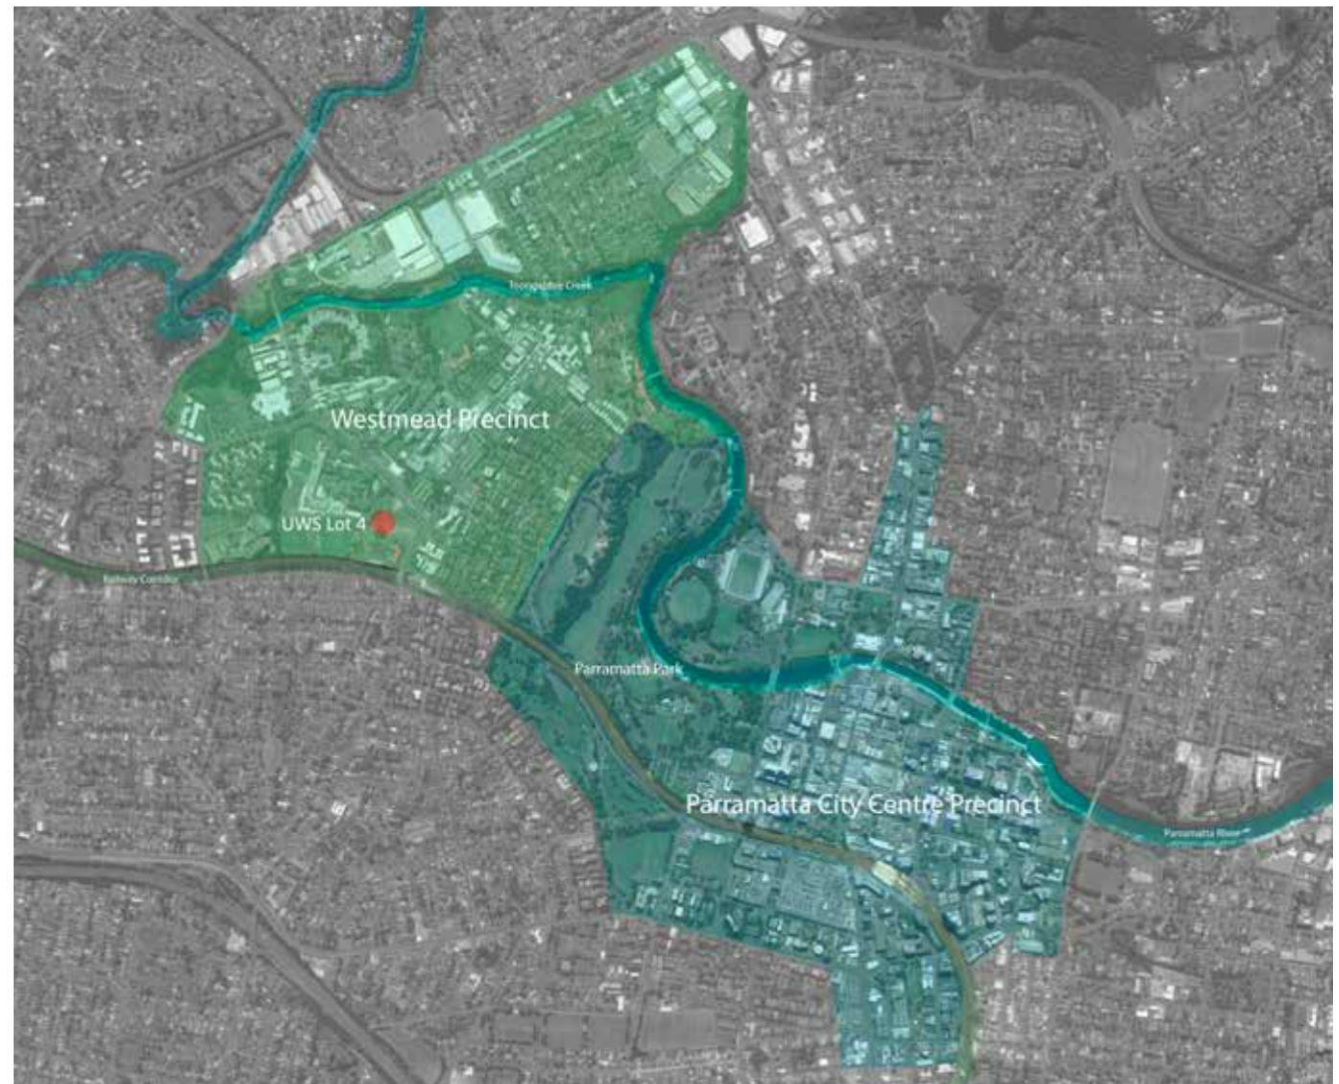 Toongabbie Creek
Westmead Precinct
UWS Lot 4
Railway Corridor
Parramatta Park
Parramatta City Centre Precinct
Parramatta River